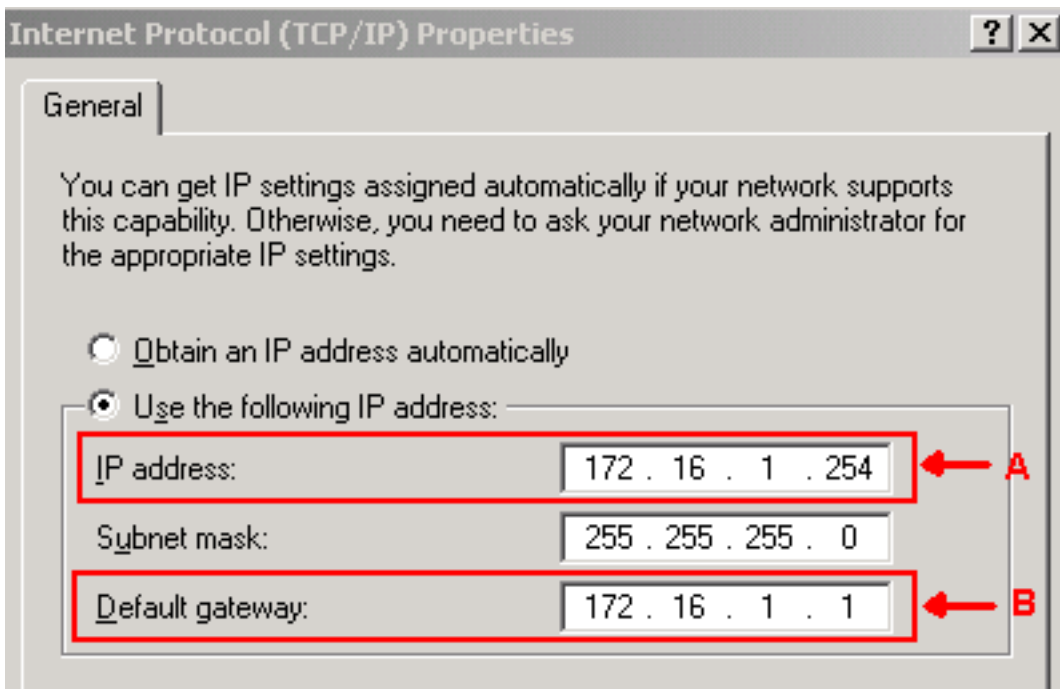 Internet Protocol (TCP/IP) Properties
General
You can get IP settings assigned automatically if your network supports
this capability. Otherwise, you need to ask your network administrator for
the appropriate IP settings.
Obtain an IP address automatically
Use the following IP address:
IP address: 172 . 16 . 1 . 254 A
Subnet mask: 255 . 255 . 255 . 0
Default gateway: 172 . 16 . 1 . 1 B